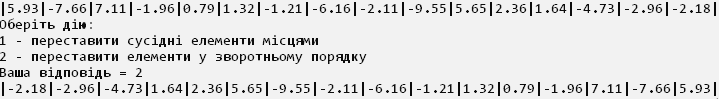 |5.93|-7.66|7.11|-1.96|0.79|1.32|-1.21|-6.16|-2.11|-9.55|5.65|2.36|1.64|-4.73|-2.96|-2.18|
Оберіть дію:
1 - переставити сусідні елементи місцями
2 - переставити елементи у зворотньому порядку
Ваша відповідь = 2
|-2.18|-2.96|-4.73|1.64|2.36|5.65|-9.55|-2.11|-6.16|-1.21|1.32|0.79|-1.96|7.11|-7.66|5.93|